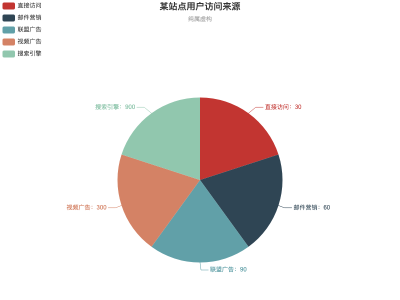 某站点用户访问来源
纯属虚构
直接访问
邮件营销
联盟广告
视频广告
搜索引擎
搜索引擎：900
直接访问：30
视频广告：300
邮件营销：60
联盟广告：90